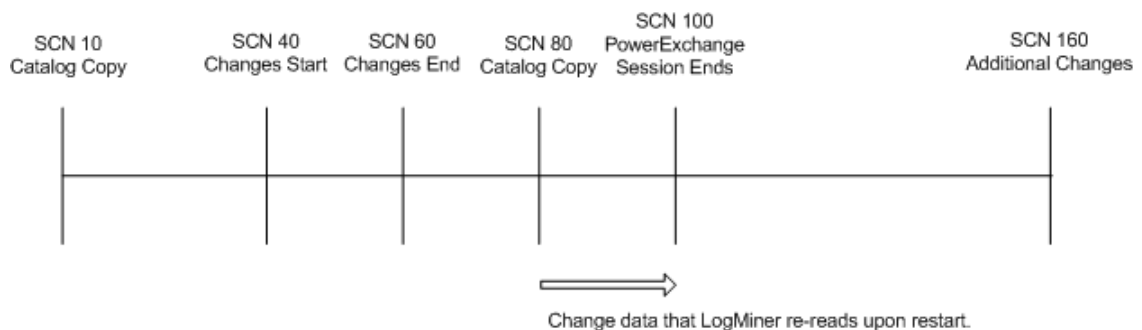 SCN 10
Catalog Copy
SCN 40
Changes Start
SCN 60
Changes End
SCN 80
Catalog Copy
SCN 100
PowerExchange
Session Ends
SCN 160
Additional Changes
Change data that LogMiner re-reads upon restart.